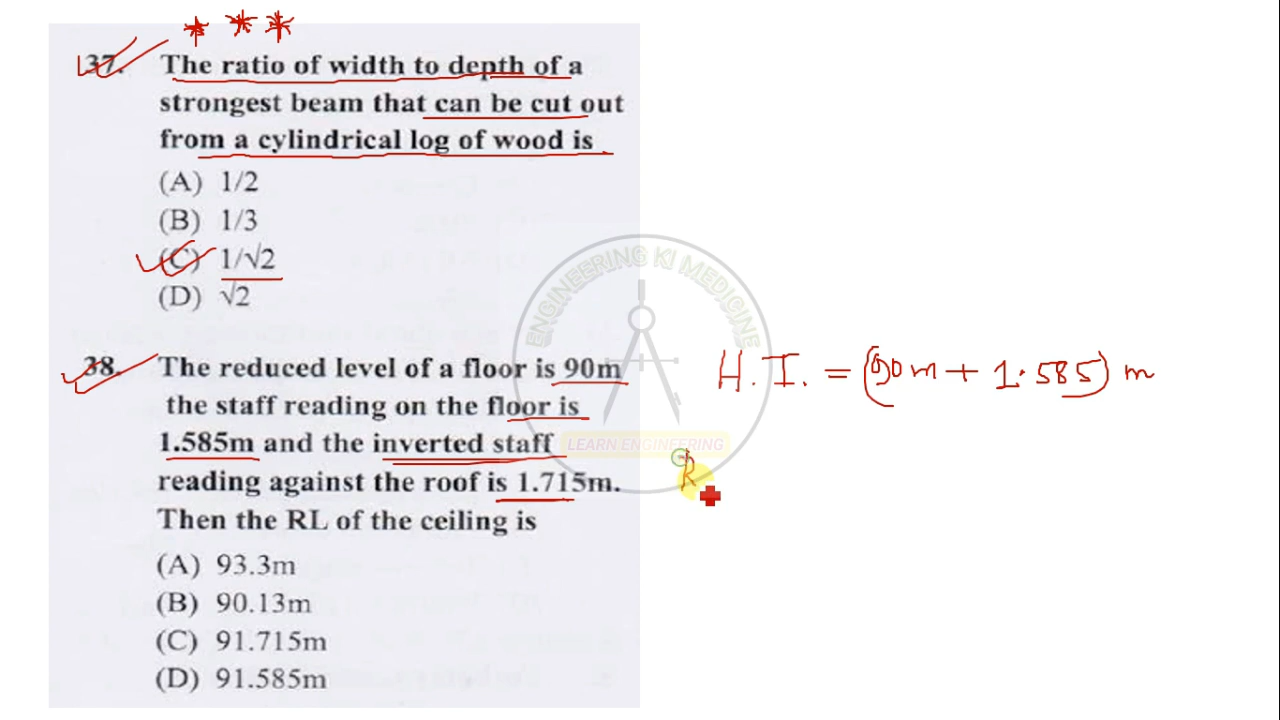 ***
37. The ratio of width to depth of a
strongest beam that can be cut out
from a cylindrical log of wood is
(A) 1/2
(B) 1/3
(C) 1/√2
(D) √2
ENGINEERING KI MEDICINE
LEARN ENGINEERING
38. The reduced level of a floor is 90m
the staff reading on the floor is
1.585m and the inverted staff
reading against the roof is 1.715m.
Then the RL of the ceiling is
(A) 93.3m
(B) 90.13m
(C) 91.715m
(D) 91.585m
H.I. = (90m + 1.585) m
R